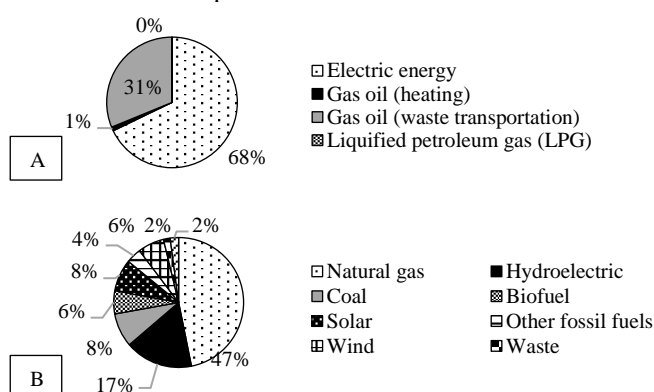 0%
31%
1%
68%
Electric energy
Gas oil (heating)
Gas oil (waste transportation)
Liquified petroleum gas (LPG)
A
6% 2% 2%
4%
8%
6%
8%
17%
47%
Natural gas Hydroelectric
Coal Biofuel
Solar Other fossil fuels
Wind Waste
B